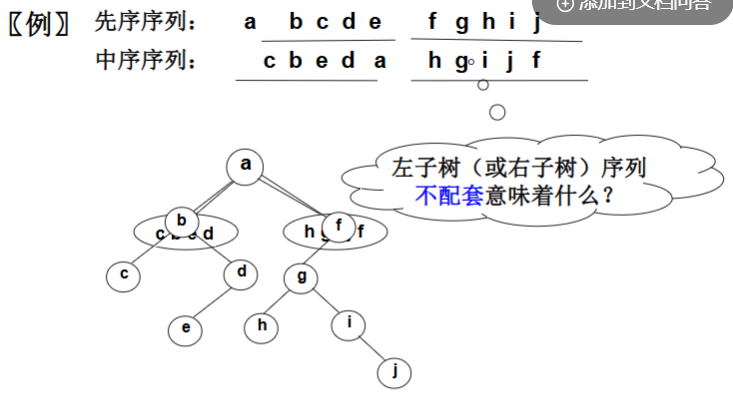 添加到文档问答
〖例〗 先序序列： a b c d e f g h i j
中序序列： c b e d a h g i j f
左子树（或右子树）序列
不配套意味着什么？
a
b
f
c b e d
h g f
c
d
g
e
h
i
j